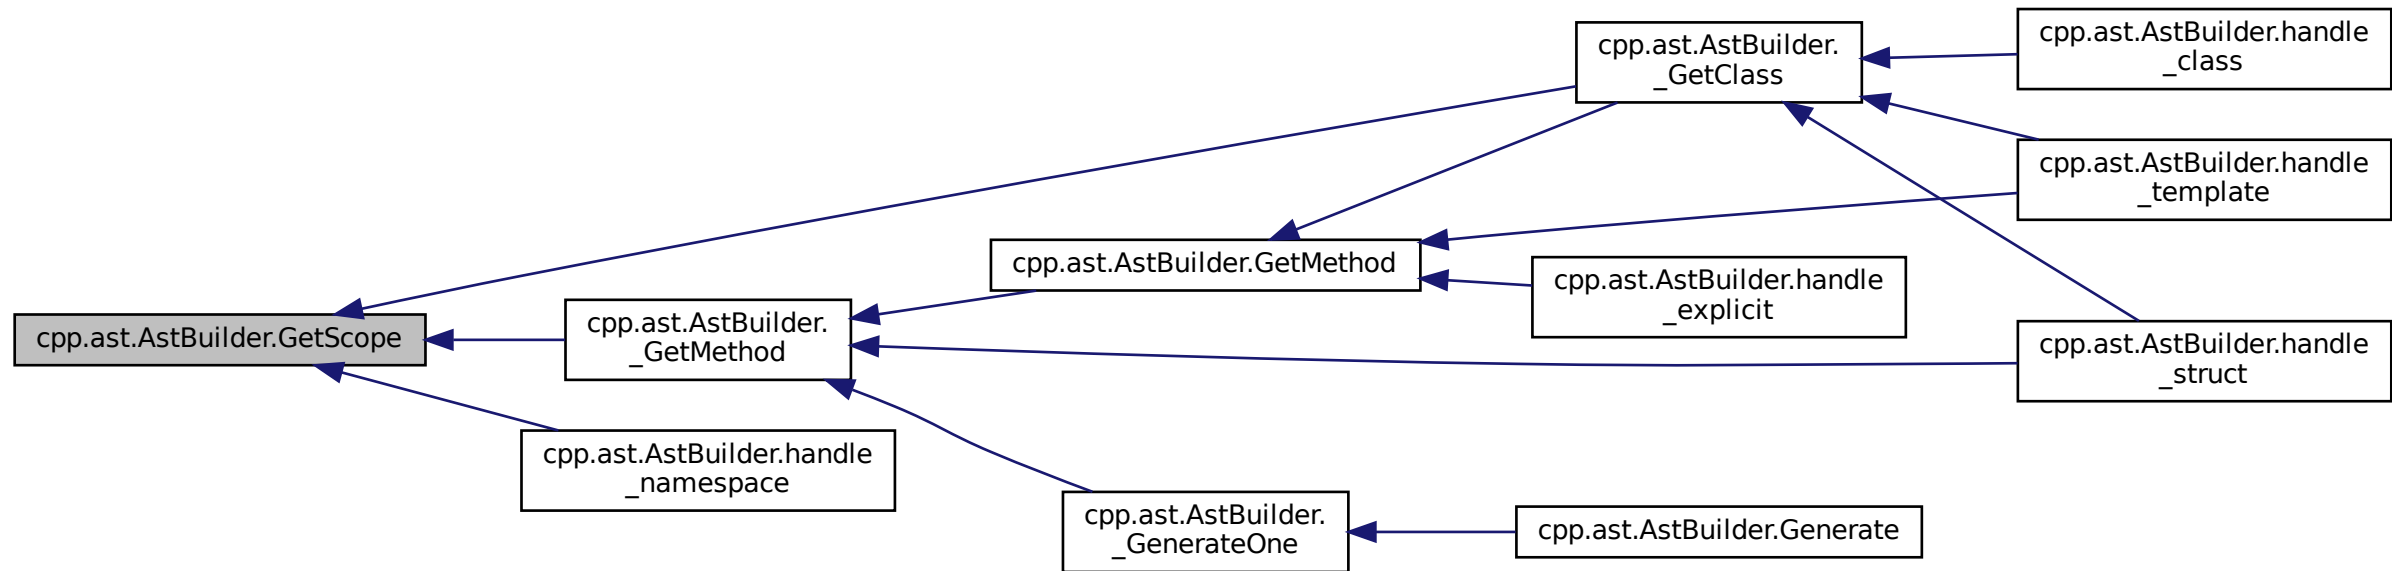 cpp.ast.AstBuilder.GetScope
cpp.ast.AstBuilder.
_GetClass
cpp.ast.AstBuilder.handle
_class
cpp.ast.AstBuilder.handle
_template
cpp.ast.AstBuilder.GetMethod
cpp.ast.AstBuilder.handle
_explicit
cpp.ast.AstBuilder.
_GetMethod
cpp.ast.AstBuilder.handle
_struct
cpp.ast.AstBuilder.handle
_namespace
cpp.ast.AstBuilder.
_GenerateOne
cpp.ast.AstBuilder.Generate